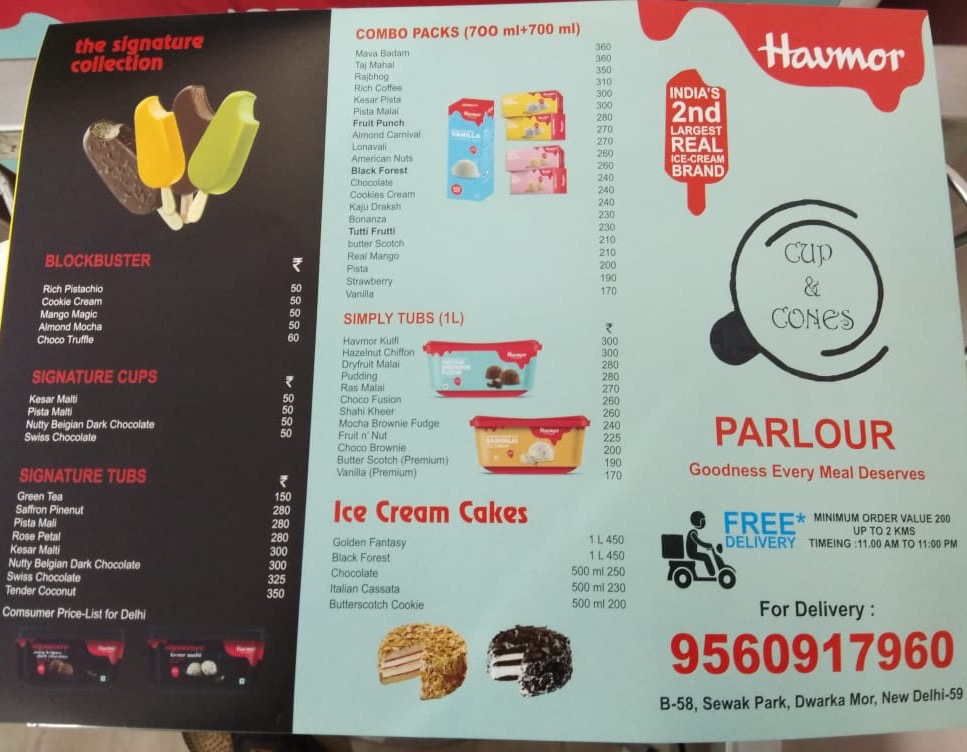 the signature
collection
BLOCKBUSTER ₹
Rich Pistachio 50
Cookie Cream 50
Mango Magic 50
Almond Mocha 50
Choco Truffle 60
SIGNATURE CUPS ₹
Kesar Malti 50
Pista Malti 50
Nutty Beigian Dark Chocolate 50
Swiss Chocolate 50
SIGNATURE TUBS ₹
Green Tea 150
Saffron Pinenut 280
Pista Mali 280
Rose Petal 280
Kesar Malti 300
Nutty Belgian Dark Chocolate 300
Swiss Chocolate 325
Tender Coconut 350
Comsumer Price-List for Delhi
COMBO PACKS (7OO ml+700 ml)
Mava Badam 360
Taj Mahal 360
Rajbhog 350
Rich Coffee 310
Kesar Pista 300
Pista Malai 300
Fruit Punch 280
Almond Carnival 270
Lonavali 270
American Nuts 260
Black Forest 260
Chocolate 240
Cookies Cream 240
Kaju Draksh 240
Bonanza 230
Tutti Frutti 230
butter Scotch 210
Real Mango 210
Pista 200
Strawberry 190
Vanilla 170
VANILLA
SIMPLY TUBS (1L) ₹
Havmor Kulfi 300
Hazelnut Chiffon 300
Dryfruit Malai 280
Pudding 280
Ras Malai 270
Choco Fusion 260
Shahi Kheer 260
Mocha Brownie Fudge 240
Fruit n' Nut 225
Choco Brownie 200
Butter Scotch (Premium) 190
Vanilla (Premium) 170
Havmor
Havmor
Ice Cream Cakes
Golden Fantasy 1 L 450
Black Forest 1 L 450
Chocolate 500 ml 250
Italian Cassata 500 ml 230
Butterscotch Cookie 500 ml 200
Havmor
INDIA'S
2nd
LARGEST
REAL
ICE-CREAM
BRAND
CUP
&
CONES
PARLOUR
Goodness Every Meal Deserves
FREE*
DELIVERY
MINIMUM ORDER VALUE 200
UP TO 2 KMS
TIMEING :11.00 AM TO 11:00 PM
For Delivery :
9560917960
B-58, Sewak Park, Dwarka Mor, New Delhi-59